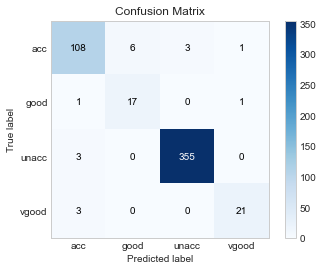 Confusion Matrix
acc 108 6 3 1
good 1 17 0 1
unacc 3 0 355 0
vgood 3 0 0 21
acc good unacc vgood
Predicted label
True label
350
300
250
200
150
100
50
0